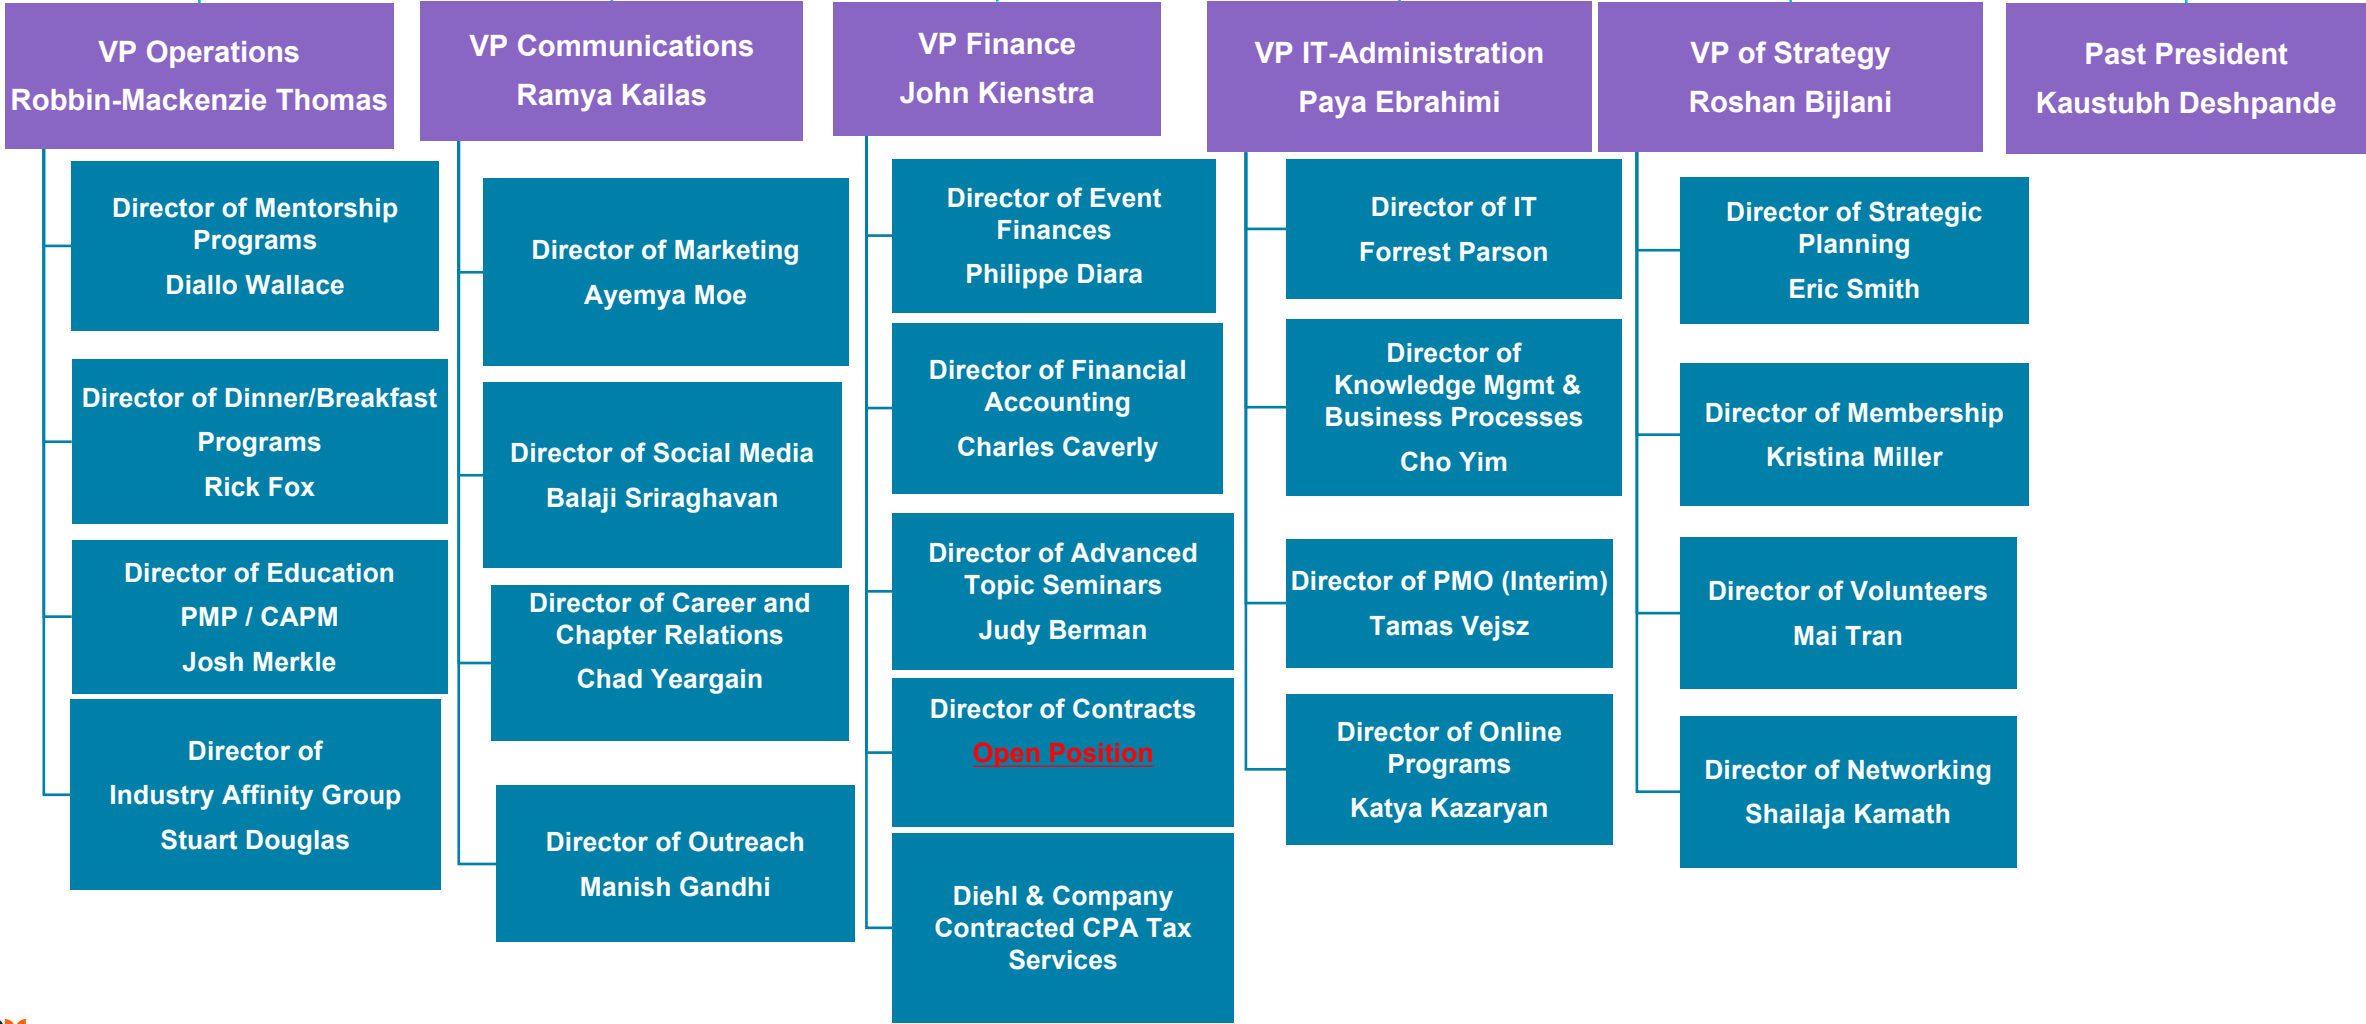 VP Operations
Robbin-Mackenzie Thomas
Director of Mentorship
Programs
Diallo Wallace
Director of Dinner/Breakfast
Programs
Rick Fox
Director of Education
PMP / CAPM
Josh Merkle
Director of
Industry Affinity Group
Stuart Douglas
VP Communications
Ramya Kailas
Director of Marketing
Ayemya Moe
Director of Social Media
Balaji Sriraghavan
Director of Career and
Chapter Relations
Chad Yeargain
Director of Outreach
Manish Gandhi
VP Finance
John Kienstra
Director of Event
Finances
Philippe Diara
Director of Financial
Accounting
Charles Caverly
Director of Advanced
Topic Seminars
Judy Berman
Director of Contracts
Open Position
Diehl & Company
Contracted CPA Tax
Services
VP IT-Administration
Paya Ebrahimi
Director of IT
Forrest Parson
Director of
Knowledge Mgmt &
Business Processes
Cho Yim
Director of PMO (Interim)
Tamas Vejsz
Director of Online
Programs
Katya Kazaryan
VP of Strategy
Roshan Bijlani
Director of Strategic
Planning
Eric Smith
Director of Membership
Kristina Miller
Director of Volunteers
Mai Tran
Director of Networking
Shailaja Kamath
Past President
Kaustubh Deshpande